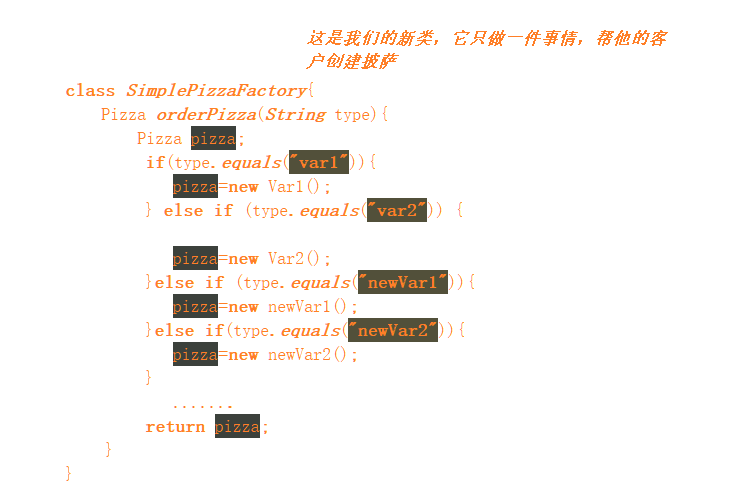 这是我们的新类，它只做一件事情，帮他的客
户创建披萨
class SimplePizzaFactory{
Pizza orderPizza(String type){
Pizza pizza;
if(type.equals("var1")){
pizza=new Var1();
} else if (type.equals("var2")) {
pizza=new Var2();
}else if (type.equals("newVar1")){
pizza=new newVar1();
}else if(type.equals("newVar2")){
pizza=new newVar2();
}
.......
return pizza;
}
}